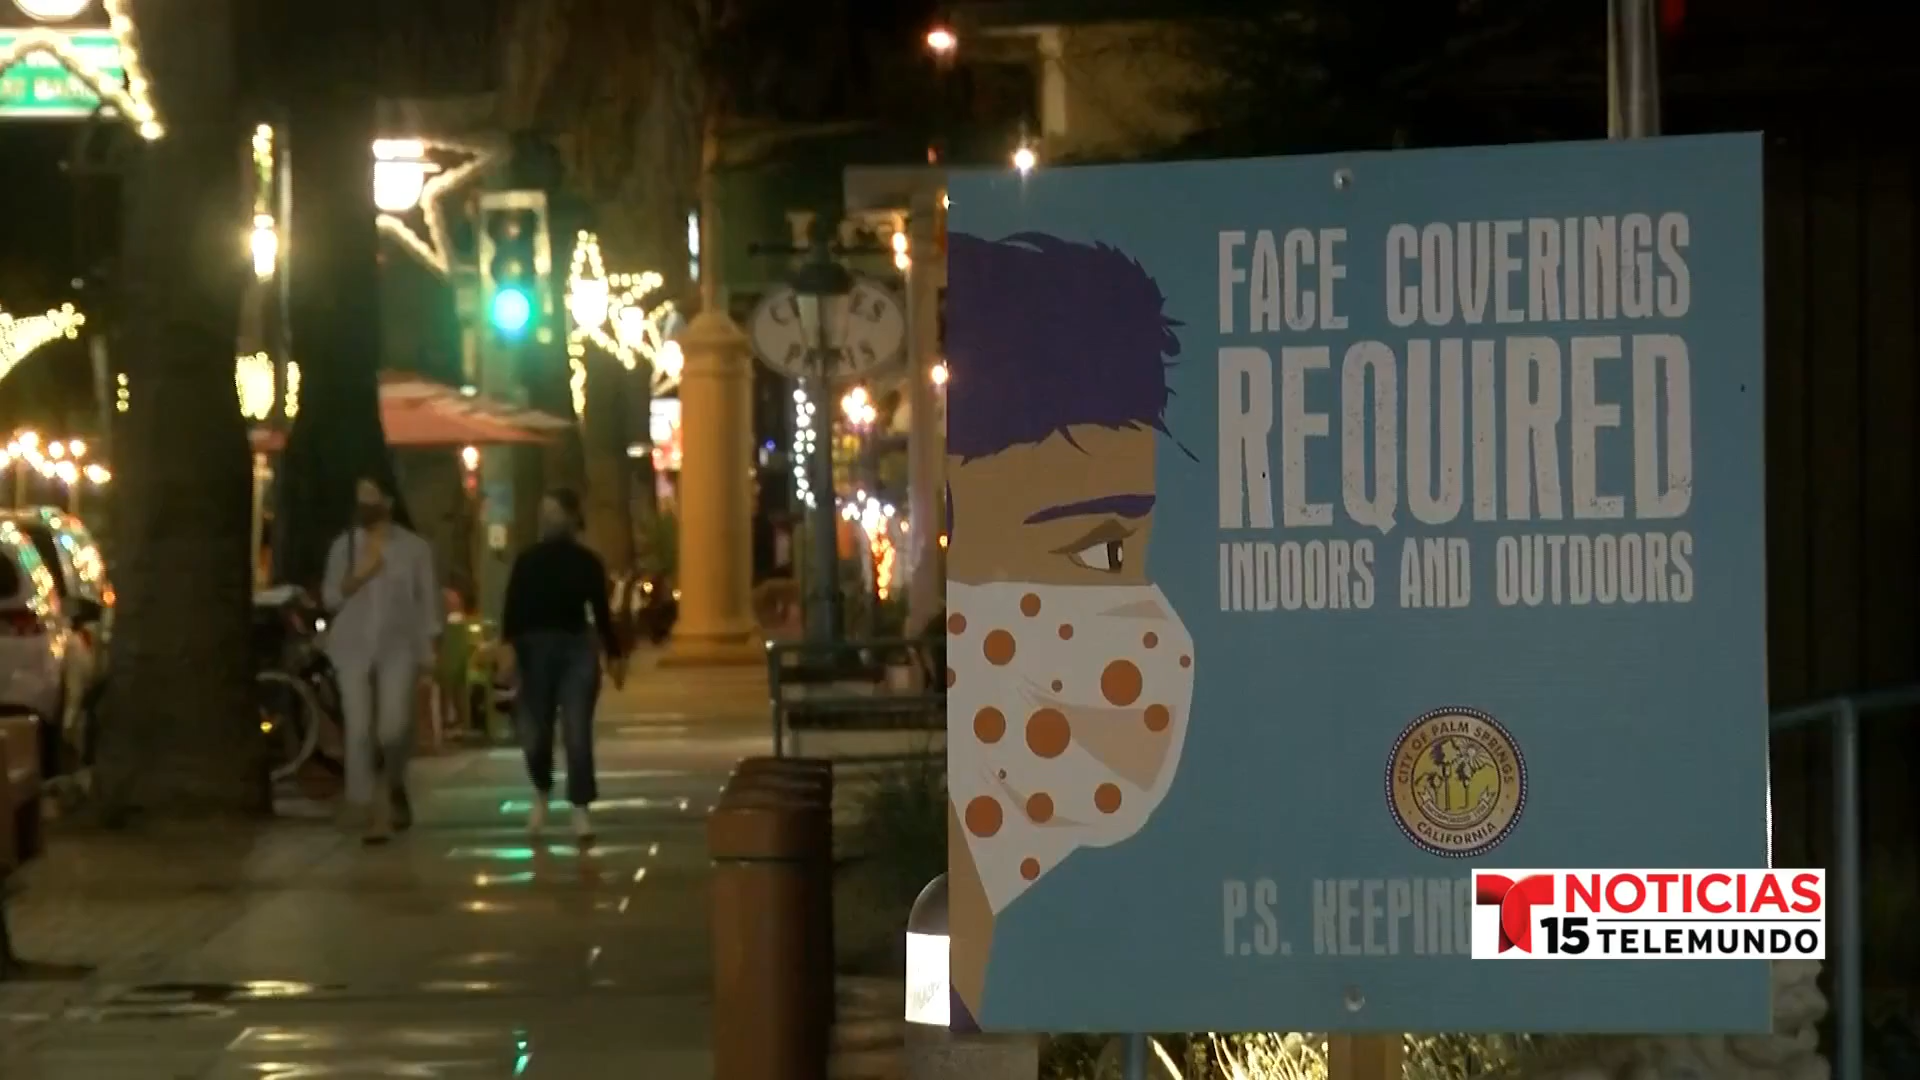 FACE COVERINGS
REQUIRED
INDOORS AND OUTDOORS
CITY OF PALM SPRINGS
CALIFORNIA
P.S. KEEPING
NOTICIAS
15 TELEMUNDO